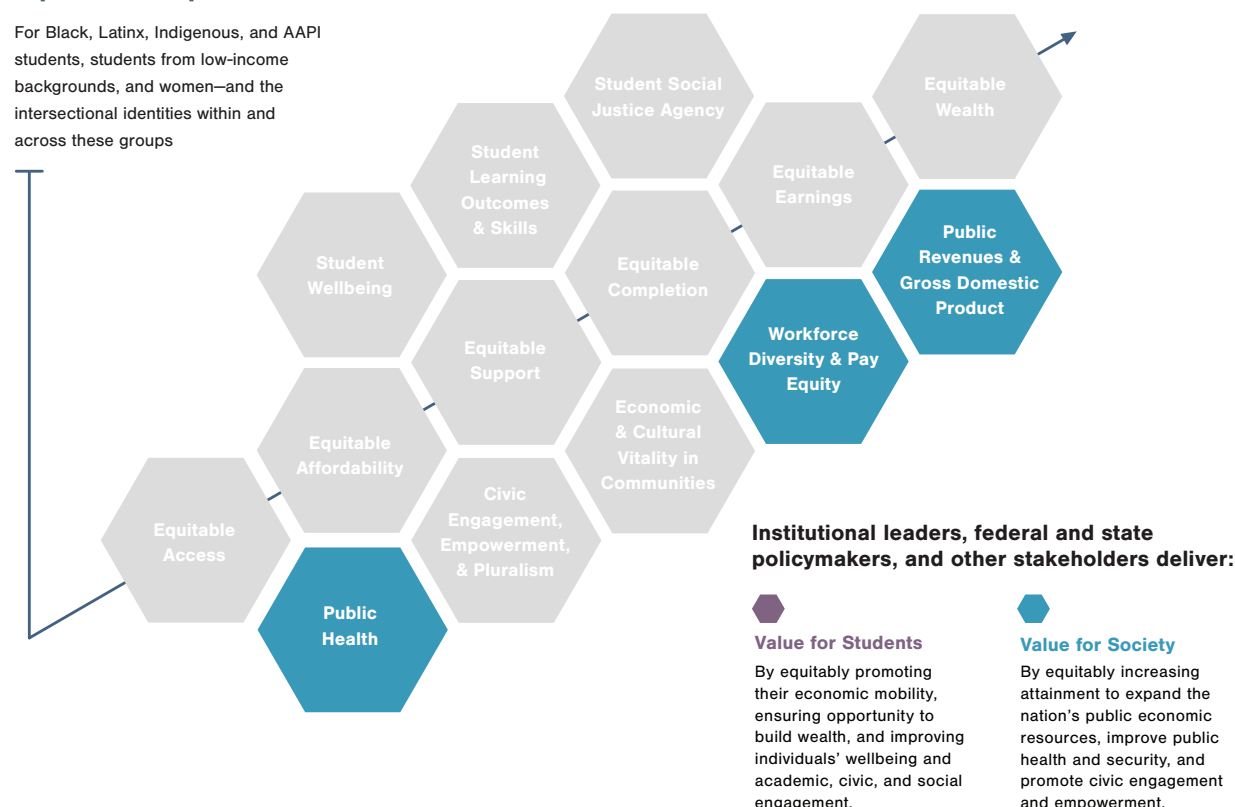 For Black, Latinx, Indigenous, and AAPI
students, students from low-income
backgrounds, and women—and the
intersectional identities within and
across these groups
Student Social
Justice Agency
Equitable
Wealth
Student
Learning
Outcomes
& Skills
Equitable
Earnings
Public
Revenues &
Gross Domestic
Product
Student
Wellbeing
Equitable
Completion
Workforce
Diversity & Pay
Equity
Equitable
Support
Economic
& Cultural
Vitality in
Communities
Equitable
Affordability
Civic
Engagement,
Empowerment,
& Pluralism
Equitable
Access
Public
Health
Institutional leaders, federal and state
policymakers, and other stakeholders deliver:
Value for Students
By equitably promoting
their economic mobility,
ensuring opportunity to
build wealth, and improving
individuals' wellbeing and
academic, civic, and social
engagement.
Value for Society
By equitably increasing
attainment to expand the
nation's public economic
resources, improve public
health and security, and
promote civic engagement
and empowerment.